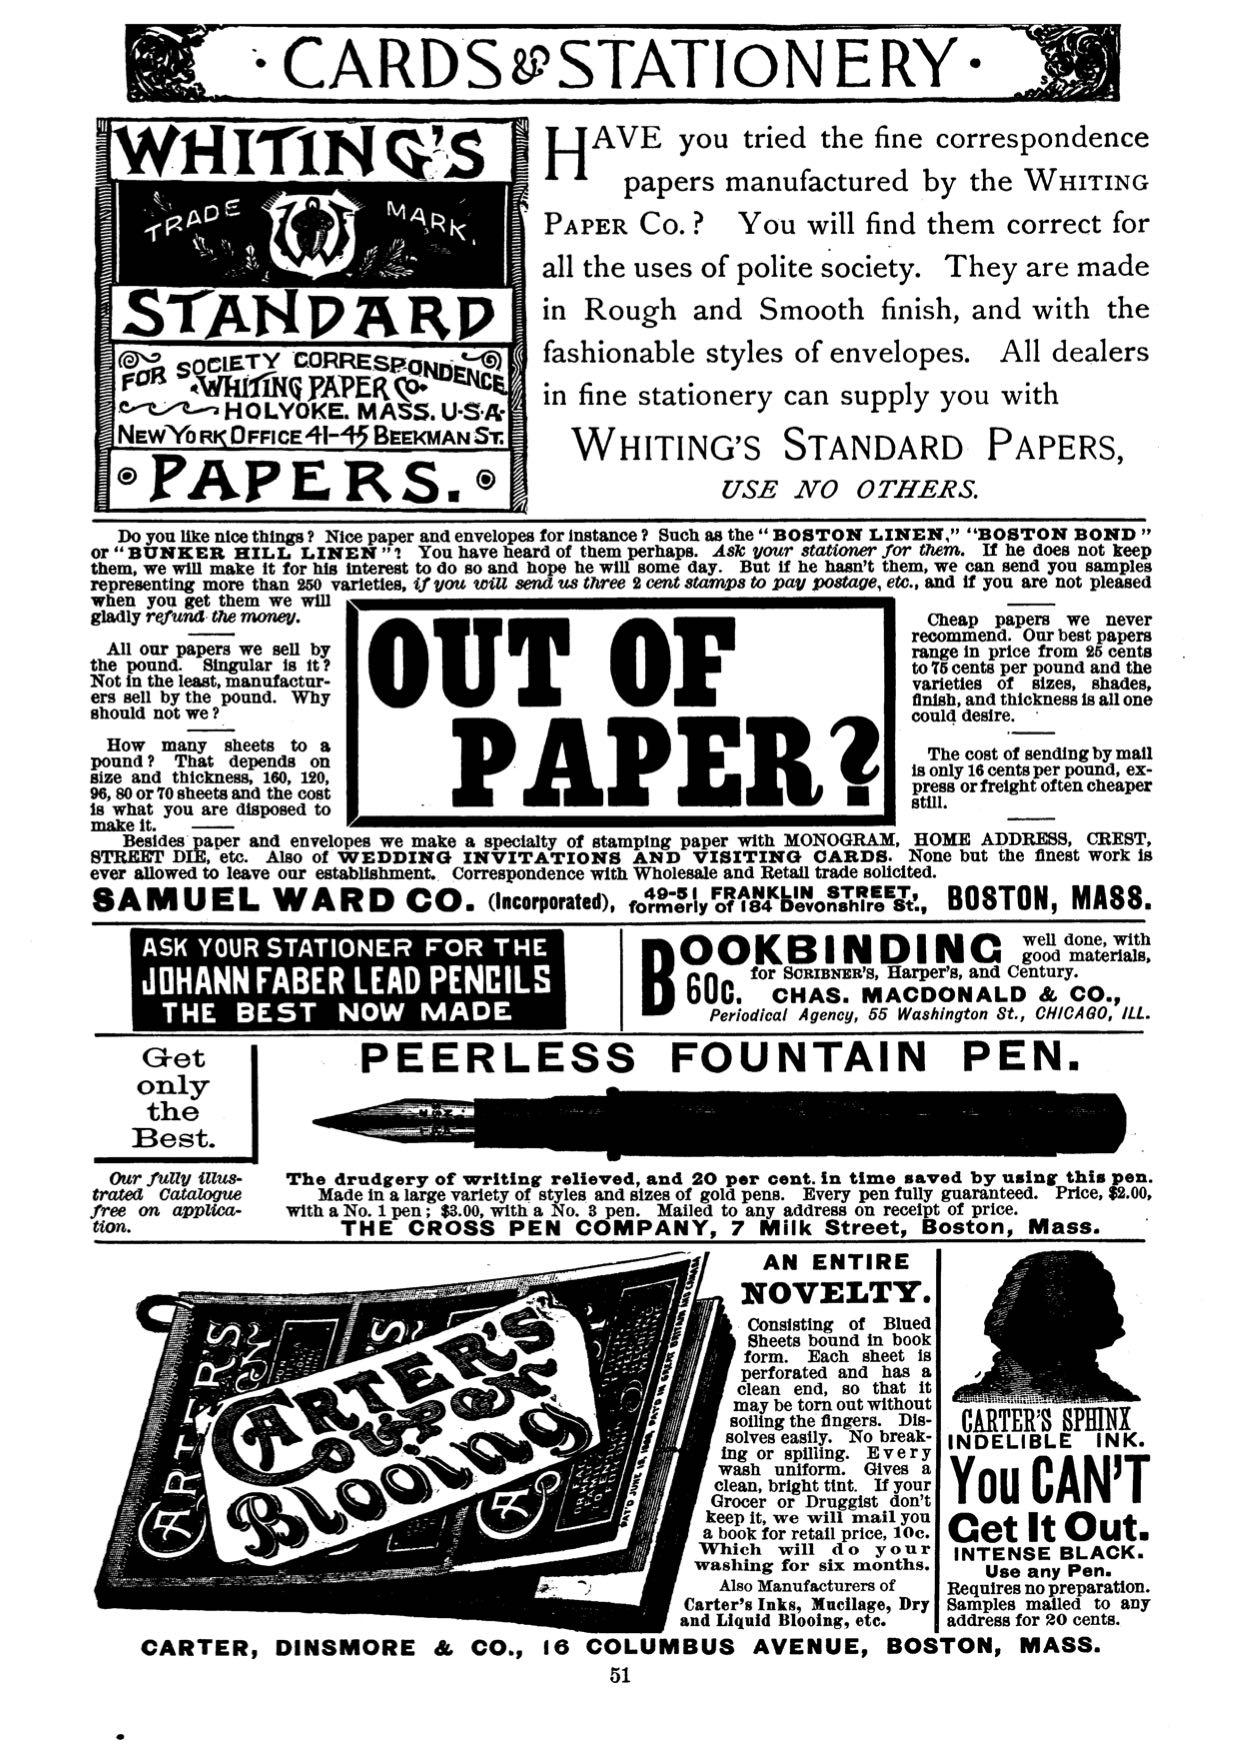 · CARDS & STATIONERY ·
WHITING'S
TRADE MARK.
STANDARD
FOR SOCIETY CORRESPONDENCE
WHITING PAPER CO.
HOLYOKE. MASS. U.S.A.
NEW YORK OFFICE 41-45 BEEKMAN ST.
PAPERS.
HAVE you tried the fine correspondence
papers manufactured by the WHITING
PAPER CO.? You will find them correct for
all the uses of polite society. They are made
in Rough and Smooth finish, and with the
fashionable styles of envelopes. All dealers
in fine stationery can supply you with
WHITING'S STANDARD PAPERS,
USE NO OTHERS.
Do you like nice things? Nice paper and envelopes for instance? Such as the "BOSTON LINEN," "BOSTON BOND"
or "BUNKER HILL LINEN"? You have heard of them perhaps. Ask your stationer for them. If he does not keep
them, we will make it for his interest to do so and hope he will some day. But if he hasn't them, we can send you samples
representing more than 250 varieties, if you will send us three 2 cent stamps to pay postage, etc., and if you are not pleased
when you get them we will
gladly refund the money.
All our papers we sell by
the pound. Singular is it?
Not in the least, manufactur-
ers sell by the pound. Why
should not we?
How many sheets to a
pound? That depends on
size and thickness, 160, 120,
96, 80 or 70 sheets and the cost
is what you are disposed to
make it.
OUT OF
PAPER?
Cheap papers we never
recommend. Our best papers
range in price from 25 cents
to 75 cents per pound and the
varieties of sizes, shades,
finish, and thickness is all one
could desire.
The cost of sending by mail
is only 16 cents per pound, ex-
press or freight often cheaper
still.
Besides paper and envelopes we make a specialty of stamping paper with MONOGRAM, HOME ADDRESS, CREST,
STREET DIE, etc. Also of WEDDING INVITATIONS AND VISITING CARDS. None but the finest work is
ever allowed to leave our establishment. Correspondence with Wholesale and Retail trade solicited.
SAMUEL WARD CO. (Incorporated), 49-51 FRANKLIN STREET, formerly of 184 Devonshire St., BOSTON, MASS.
ASK YOUR STATIONER FOR THE
JOHANN FABER LEAD PENCILS
THE BEST NOW MADE
BOOKBINDING well done, with
good materials,
for SCRIBNER'S, Harper's, and Century.
60c. CHAS. MACDONALD & CO.,
Periodical Agency, 55 Washington St., CHICAGO, ILL.
Get
only
the
Best.
PEERLESS FOUNTAIN PEN.
Our fully illus-
trated Catalogue
free on applica-
tion.
The drudgery of writing relieved, and 20 per cent. in time saved by using this pen.
Made in a large variety of styles and sizes of gold pens. Every pen fully guaranteed. Price, $2.00,
with a No. 1 pen; $3.00, with a No. 3 pen. Mailed to any address on receipt of price.
THE CROSS PEN COMPANY, 7 Milk Street, Boston, Mass.
CARTER'S
COUPON
BLOOING
AN ENTIRE
NOVELTY.
Consisting of Blued
Sheets bound in book
form. Each sheet is
perforated and has a
clean end, so that it
may be torn out without
soiling the fingers. Dis-
solves easily. No break-
ing or spilling. Every
wash uniform. Gives a
clean, bright tint. If your
Grocer or Druggist don't
keep it, we will mail you
a book for retail price, 10c.
Which will do your
washing for six months.
Also Manufacturers of
Carter's Inks, Mucilage, Dry
and Liquid Blooing, etc.
CARTER'S SPHINX
INDELIBLE INK.
You CAN'T
Get It Out.
INTENSE BLACK.
Use any Pen.
Requires no preparation.
Samples mailed to any
address for 20 cents.
CARTER, DINSMORE & CO., 16 COLUMBUS AVENUE, BOSTON, MASS.
51